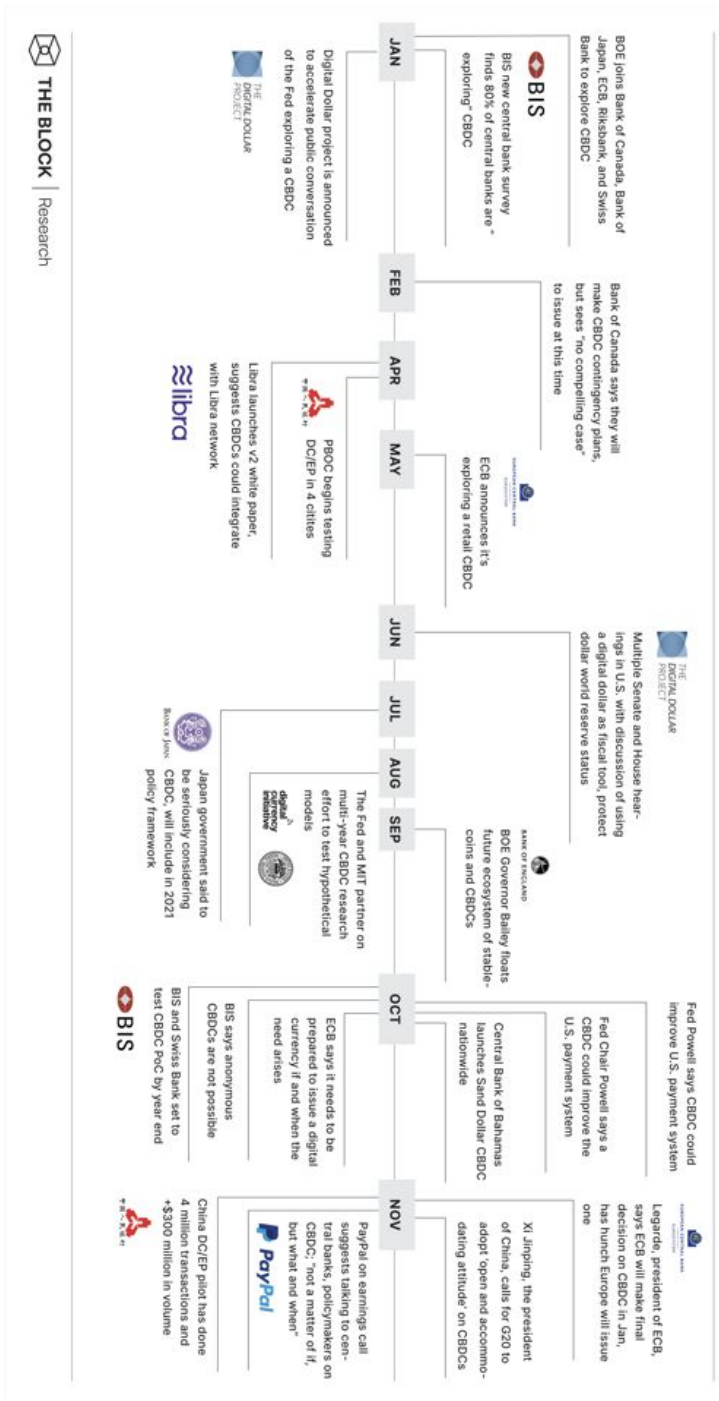 BOE joins Bank of Canada, Bank of
Japan, ECB, Riksbank, and Swiss
Bank to explore CBDC
BIS
BIS new central bank survey
finds 80% of central banks are "
exploring" CBDC
JAN
Digital Dollar project is announced
to accelerate public conversation
of the Fed exploring a CBDC
THE
DIGITAL DOLLAR
PROJECT
Bank of Canada says they will
make CBDC contingency plans,
but sees "no compelling case"
to issue at this time
FEB
APR
PBOC begins testing
DC/EP in 4 citites
Libra launches v2 white paper,
suggests CBDCs could integrate
with Libra network
libra
EUROPEAN CENTRAL BANK
EUROSYSTEM
ECB announces it's
exploring a retail CBDC
MAY
THE
DIGITAL DOLLAR
PROJECT
Multiple Senate and House hear-
ings in U.S. with discussion of using
a digital dollar as fiscal tool, protect
dollar world reserve status
JUN
JUL
BANK OF JAPAN
Japan government said to
be seriously considering
CBDC, will include in 2021
policy framework
AUG
The Fed and MIT partner on
multi-year CBDC research
effort to test hypothetical
models
digital
currency
initiative
BANK OF ENGLAND
BOE Governor Bailey floats
future ecosystem of stable-
coins and CBDCs
SEP
Fed Powell says CBDC could
improve U.S. payment system
Fed Chair Powell says a
CBDC could improve the
U.S. payment system
Central Bank of Bahamas
launches Sand Dollar CBDC
nationwide
OCT
ECB says it needs to be
prepared to issue a digital
currency if and when the
need arises
BIS says anonymous
CBDCs are not possible
BIS and Swiss Bank set to
test CBDC PoC by year end
BIS
EUROPEAN CENTRAL BANK
EUROSYSTEM
Legarde, president of ECB,
says ECB will make final
decision on CBDC in Jan,
has hunch Europe will issue
one
Xi Jinping, the president
of China, calls for G20 to
adopt 'open and accommo-
dating attitude' on CBDCs
NOV
PayPal on earnings call
suggests talking to cen-
tral banks, policymakers on
CBDC; "not a matter of if,
but what and when"
PayPal
China DC/EP pilot has done
4 million transactions and
+$300 million in volume
THE BLOCK | Research